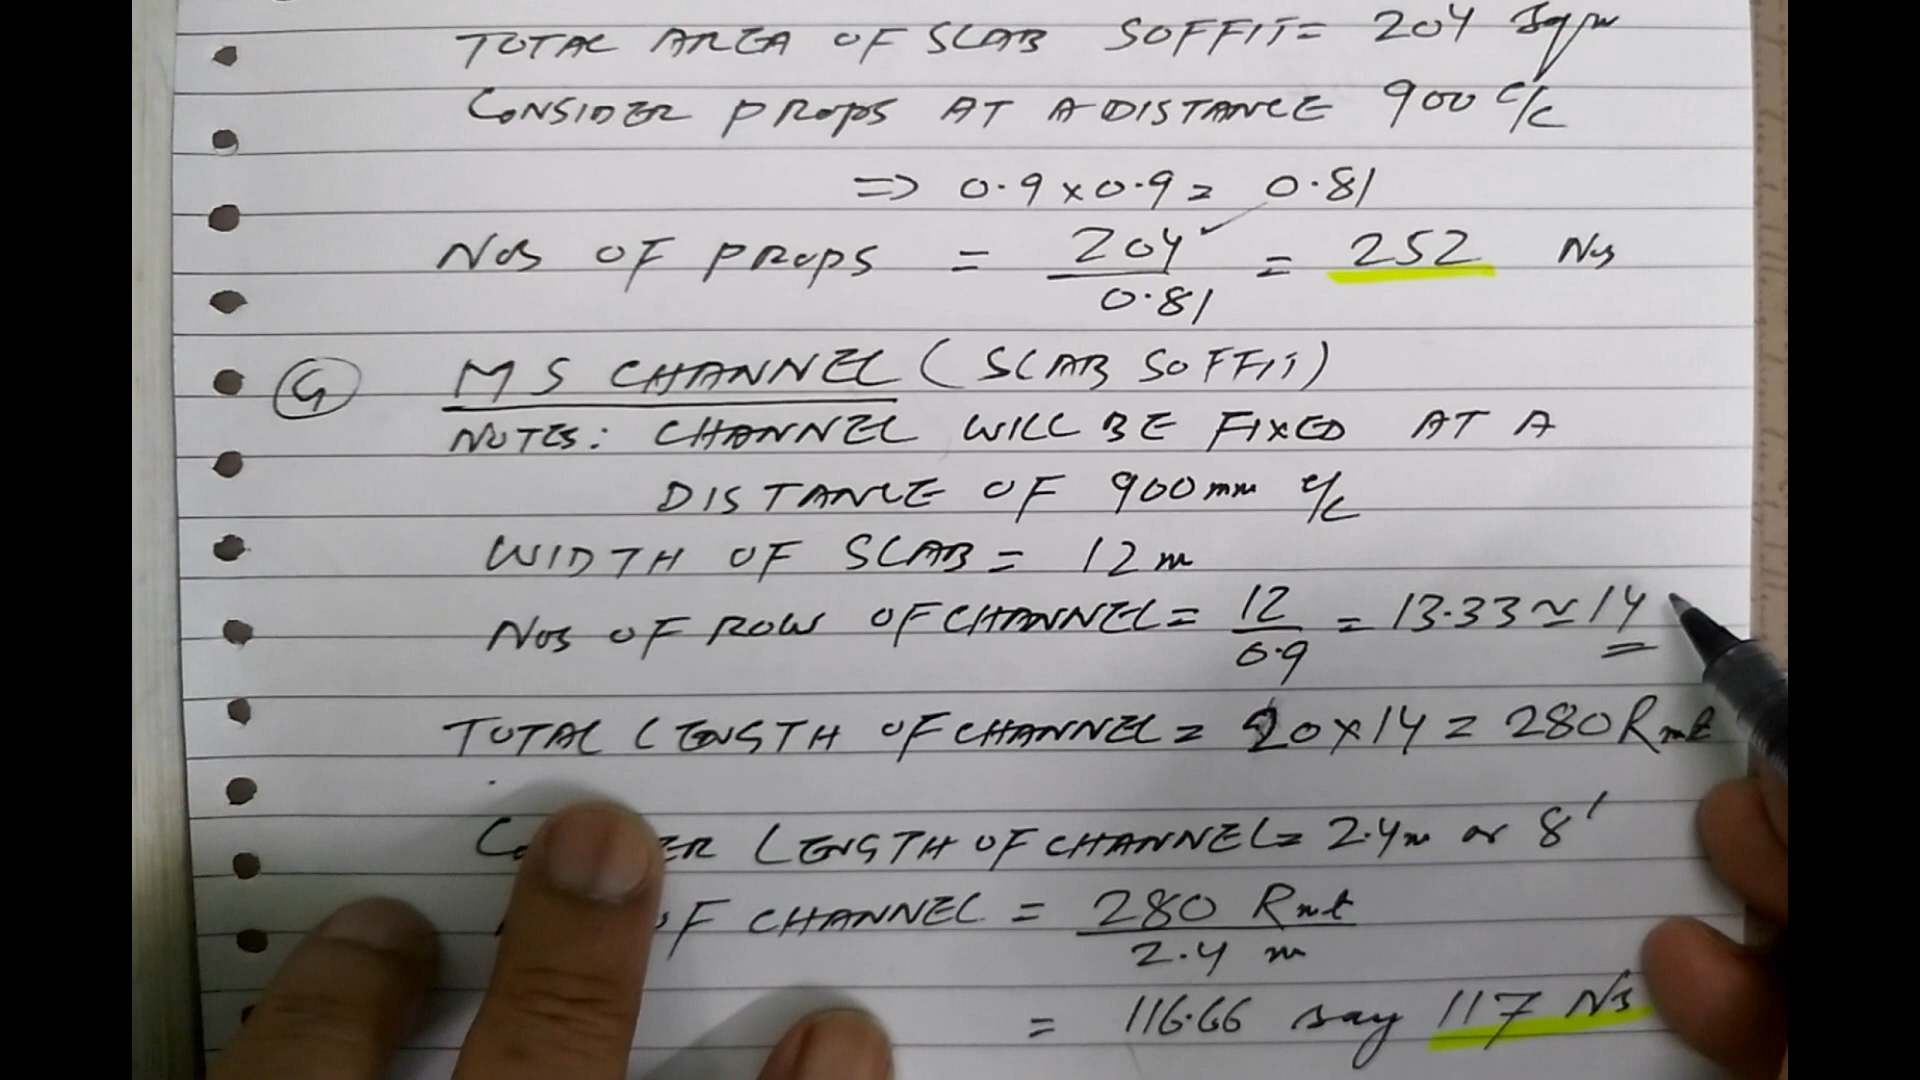 TOTAL AREA OF SLAB SOFFIT = 204 Sqm
CONSIDER PROPS AT A DISTANCE 900 c/c
=> 0.9 x 0.9 = 0.81
NOS OF PROPS = 204 / 0.81 = 252 Nos
G MS CHANNEL (SLAB SOFFIT)
NOTES: CHANNEL WILL BE FIXED AT A
DISTANCE OF 900mm c/c
WIDTH OF SLAB = 12 m
NOS OF ROW OF CHANNEL = 12 / 0.9 = 13.33 ≃ 14
TOTAL LENGTH OF CHANNEL = 20 x 14 = 280 Rmt
LENGTH OF CHANNEL = 2.4m or 8'
OF CHANNEL = 280 Rmt / 2.4 m
= 116.66 say 117 Nos